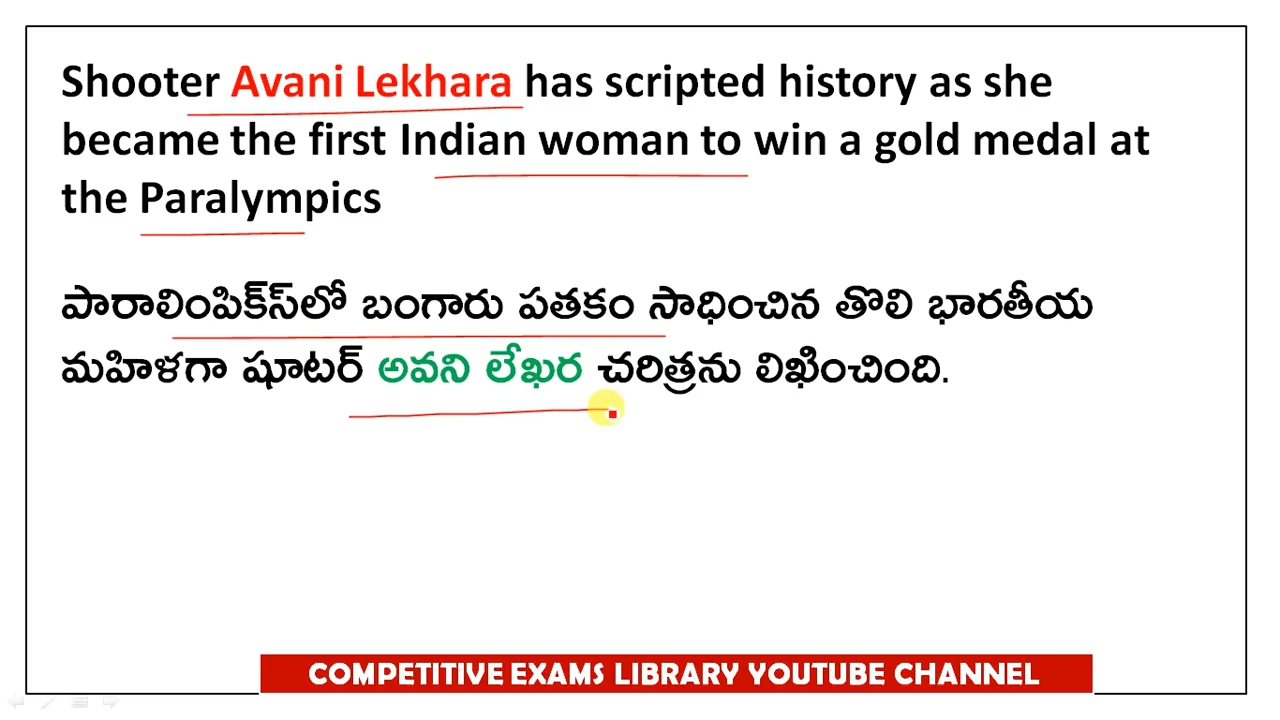 Shooter Avani Lekhara has scripted history as she
became the first Indian woman to win a gold medal at
the Paralympics
పారాలింపిక్స్‌లో బంగారు పతకం సాధించిన తొలి భారతీయ
మహిళగా షూటర్ అవని లేఖర చరిత్రను లిఖించింది.
COMPETITIVE EXAMS LIBRARY YOUTUBE CHANNEL